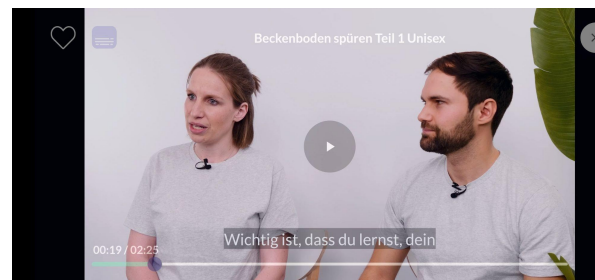 Beckenboden spüren Teil 1 Unisex
Wichtig ist, dass du lernst, dein
00:19 / 02:25